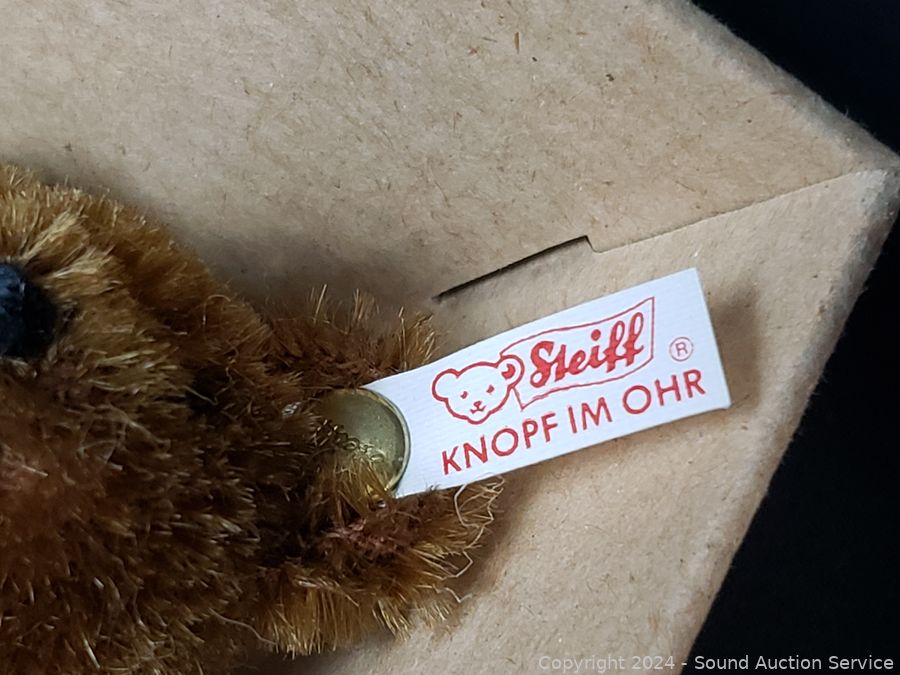 Steiff ®
KNOPF IM OHR
Copyright 2024 - Sound Auction Service